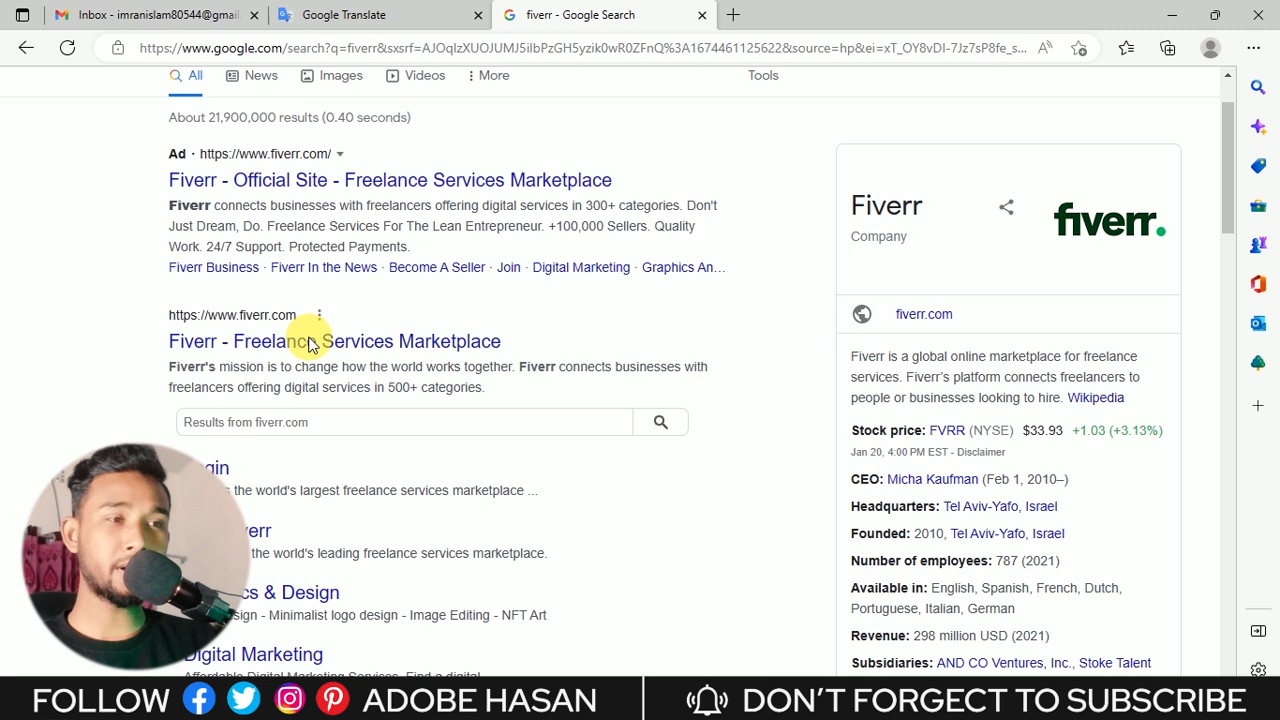 Inbox - imranislam80544@gmail.
Google Translate
fiverr - Google Search
https://www.google.com/search?q=fiverr&sxsrf=AJOqlzXUOJUMJ5ilbPzGH5yzik0wR0ZFnQ%3A1674461125622&source=hp&ei=xT_OY8vDI-7Jz7sP8fe_s...
All
News
Images
Videos
More
Tools
About 21,900,000 results (0.40 seconds)
Ad · https://www.fiverr.com/
Fiverr - Official Site - Freelance Services Marketplace
Fiverr connects businesses with freelancers offering digital services in 300+ categories. Don't
Just Dream, Do. Freelance Services For The Lean Entrepreneur. +100,000 Sellers. Quality
Work. 24/7 Support. Protected Payments.
Fiverr Business · Fiverr In the News · Become A Seller · Join · Digital Marketing · Graphics An...
https://www.fiverr.com
Fiverr - Freelance Services Marketplace
Fiverr's mission is to change how the world works together. Fiverr connects businesses with
freelancers offering digital services in 500+ categories.
Results from fiverr.com
gin
the world's largest freelance services marketplace ...
err
the world's leading freelance services marketplace.
cs & Design
sign - Minimalist logo design - Image Editing - NFT Art
Digital Marketing
Fiverr
Company
fiverr.
fiverr.com
Fiverr is a global online marketplace for freelance
services. Fiverr's platform connects freelancers to
people or businesses looking to hire. Wikipedia
Stock price: FVRR (NYSE) $33.93 +1.03 (+3.13%)
Jan 20, 4:00 PM EST - Disclaimer
CEO: Micha Kaufman (Feb 1, 2010–)
Headquarters: Tel Aviv-Yafo, Israel
Founded: 2010, Tel Aviv-Yafo, Israel
Number of employees: 787 (2021)
Available in: English, Spanish, French, Dutch,
Portuguese, Italian, German
Revenue: 298 million USD (2021)
Subsidiaries: AND CO Ventures, Inc., Stoke Talent
FOLLOW ADOBE HASAN
DON'T FORGET TO SUBSCRIBE